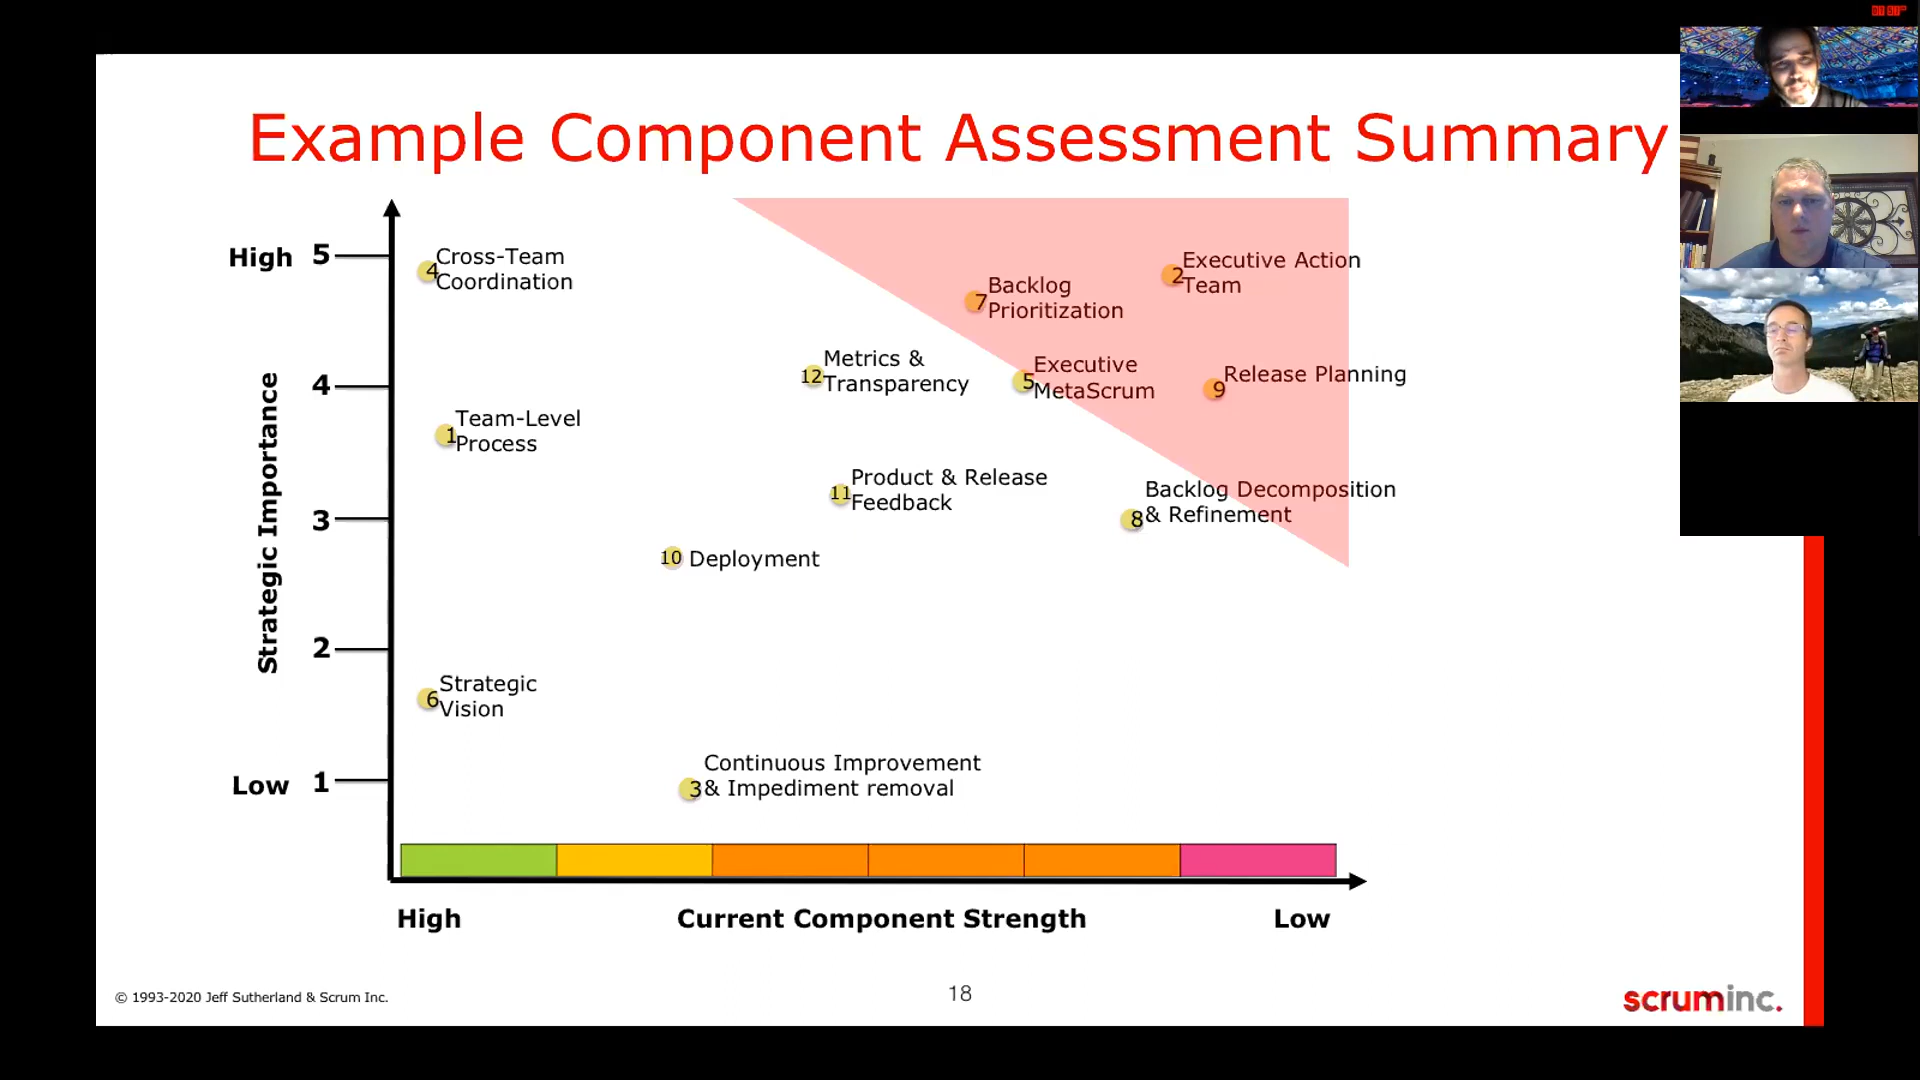 Example Component Assessment Summary
High 5
4 Cross-Team
Coordination
2 Executive Action
Team
7 Backlog
Prioritization
4
12 Metrics &
Transparency
5 Executive
MetaScrum
9 Release Planning
1 Team-Level
Process
Strategic Importance
3
11 Product & Release
Feedback
8 Backlog Decomposition
& Refinement
10 Deployment
2
6 Strategic
Vision
Low 1
3 Continuous Improvement
& Impediment removal
High
Current Component Strength
Low
© 1993-2020 Jeff Sutherland & Scrum Inc.
18
scruminc.